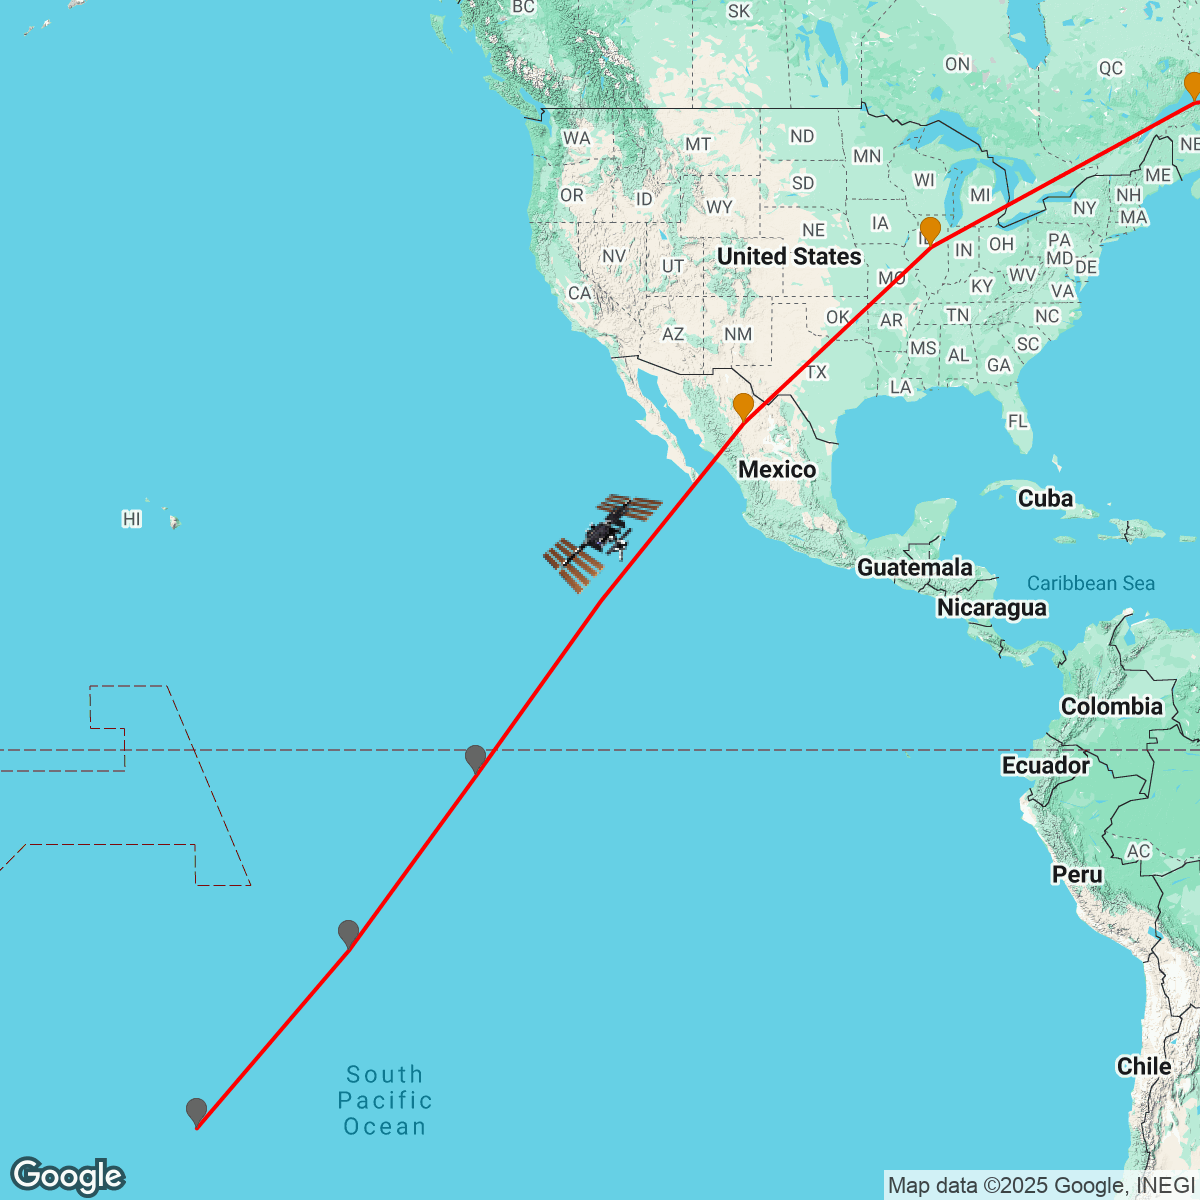 BC
SK
ON
QC
WA
MT
ND
MN
NB
OR
ID
SD
WI
MI
ME
WY
IA
NY
NH
MA
NV
NE
United States
UT
IN
OH
PA
MD
DE
CA
MO
KY
WV
VA
AZ
NM
OK
AR
TN
NC
MS
AL
SC
GA
TX
LA
FL
Mexico
HI
Cuba
Guatemala
Caribbean Sea
Nicaragua
Colombia
Ecuador
AC
Peru
Chile
South
Pacific
Ocean
Google
Map data ©2025 Google, INEGI